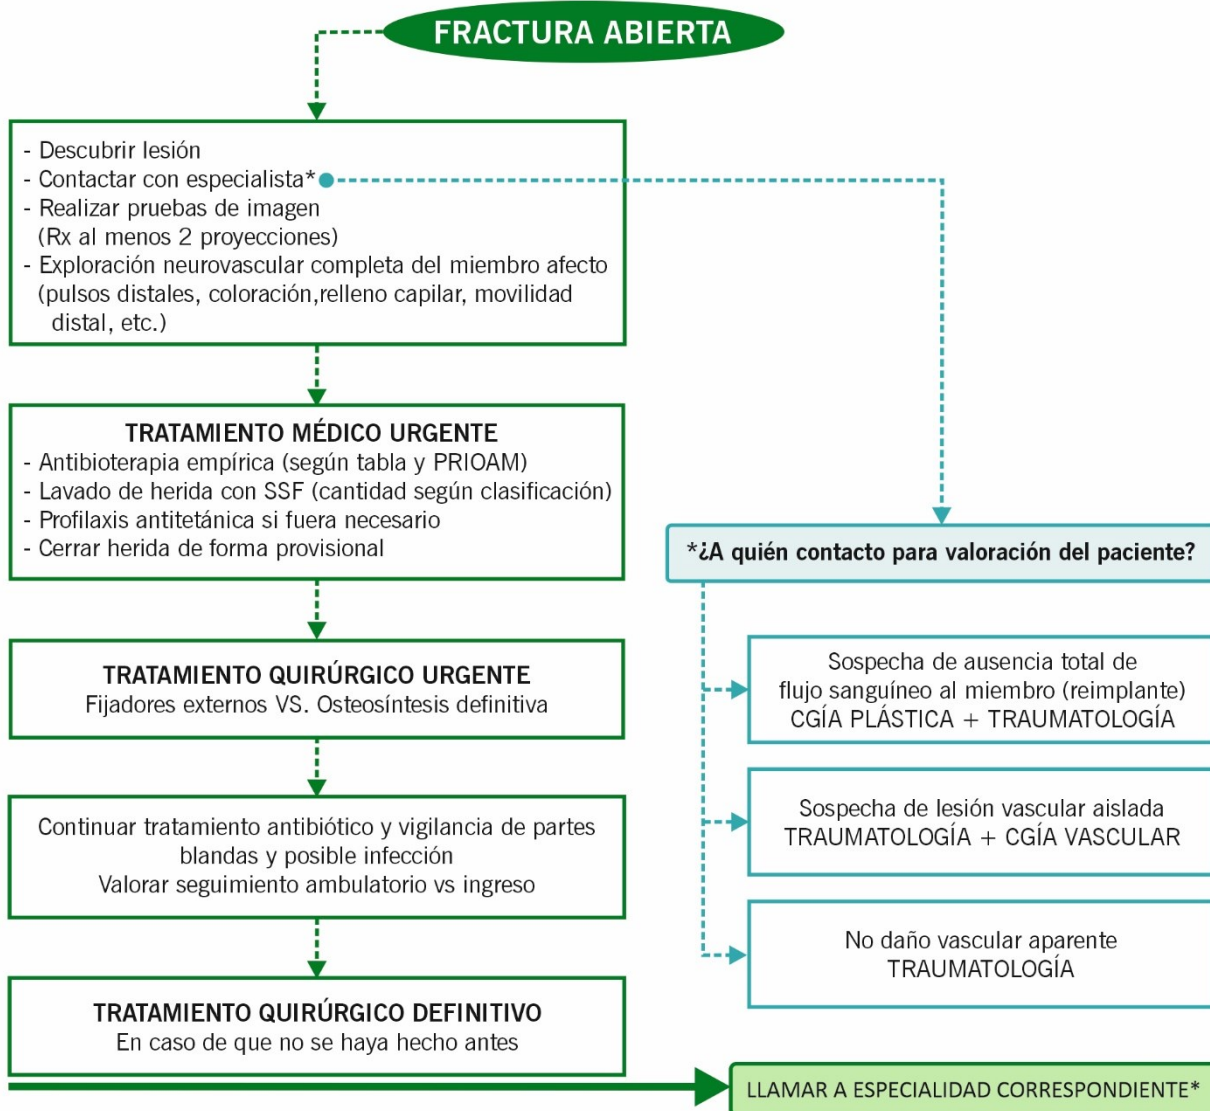 FRACTURA ABIERTA
- Descubrir lesión
- Contactar con especialista*
- Realizar pruebas de imagen
(Rx al menos 2 proyecciones)
- Exploración neurovascular completa del miembro afecto
(pulsos distales, coloración,relleno capilar, movilidad
distal, etc.)
TRATAMIENTO MÉDICO URGENTE
- Antibioterapia empírica (según tabla y PRIOAM)
- Lavado de herida con SSF (cantidad según clasificación)
- Profilaxis antitetánica si fuera necesario
- Cerrar herida de forma provisional
TRATAMIENTO QUIRÚRGICO URGENTE
Fijadores externos VS. Osteosíntesis definitiva
Continuar tratamiento antibiótico y vigilancia de partes
blandas y posible infección
Valorar seguimiento ambulatorio vs ingreso
TRATAMIENTO QUIRÚRGICO DEFINITIVO
En caso de que no se haya hecho antes
*¿A quién contacto para valoración del paciente?
Sospecha de ausencia total de
flujo sanguíneo al miembro (reimplante)
CGÍA PLÁSTICA + TRAUMATOLOGÍA
Sospecha de lesión vascular aislada
TRAUMATOLOGÍA + CGÍA VASCULAR
No daño vascular aparente
TRAUMATOLOGÍA
LLAMAR A ESPECIALIDAD CORRESPONDIENTE*